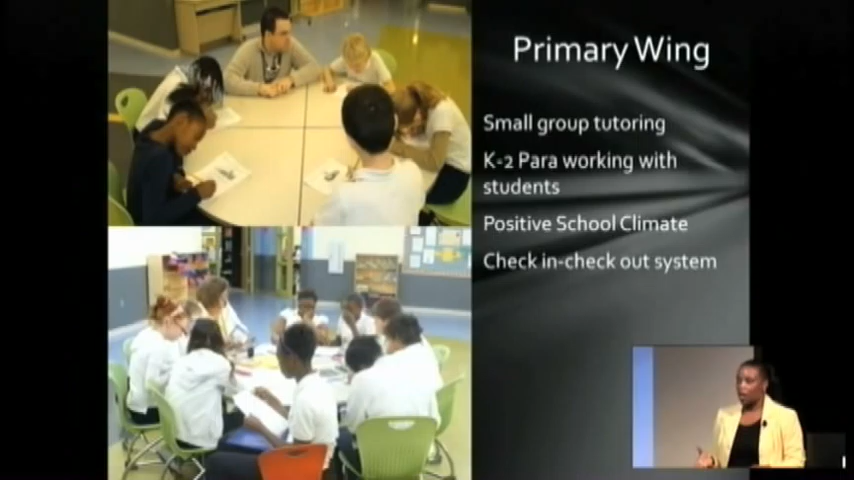 Primary Wing
Small group tutoring
K-2 Para working with
students
Positive School Climate
Check in-check out system